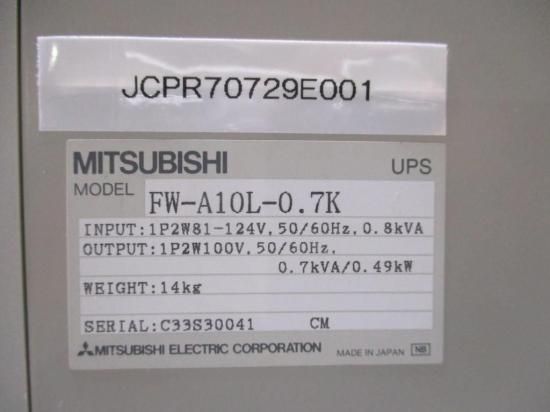 JCPR70729E001
MITSUBISHI UPS
MODEL FW-A10L-0.7K
INPUT:1P2W81-124V,50/60Hz,0.8kVA
OUTPUT:1P2W100V,50/60Hz,
0.7kVA/0.49kW
WEIGHT:14kg
SERIAL:C33S30041 CM
MITSUBISHI ELECTRIC CORPORATION MADE IN JAPAN NB